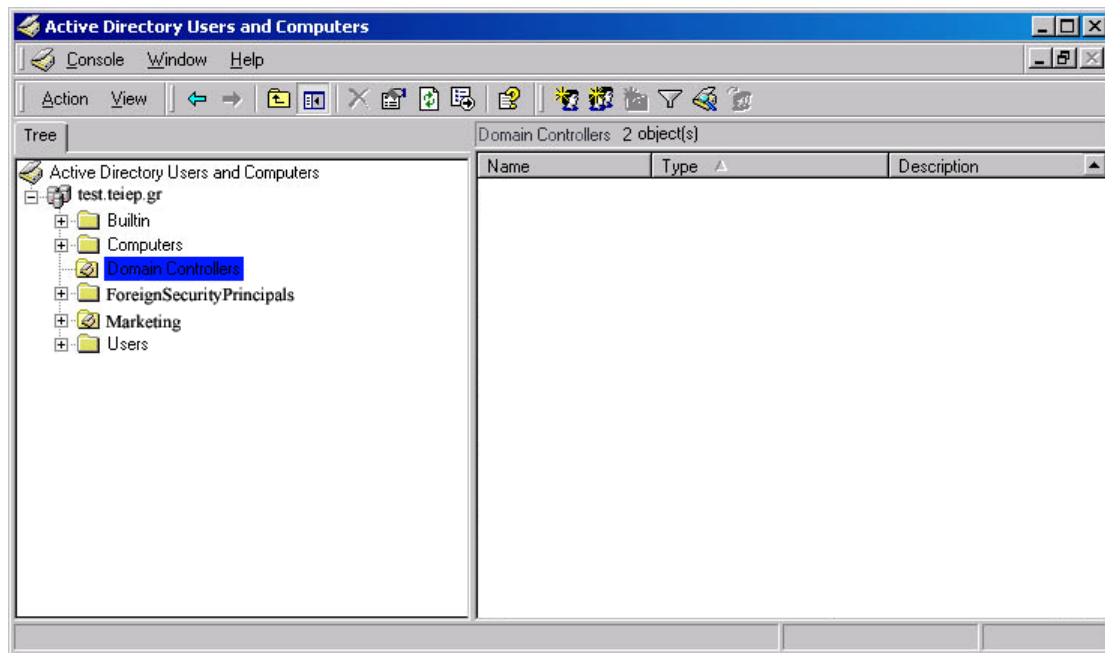 Active Directory Users and Computers
Console Window Help
Action View
Tree
Domain Controllers 2 object(s)
Name Type Description
Active Directory Users and Computers
test.teiep.gr
Builtin
Computers
Domain Controllers
ForeignSecurityPrincipals
Marketing
Users